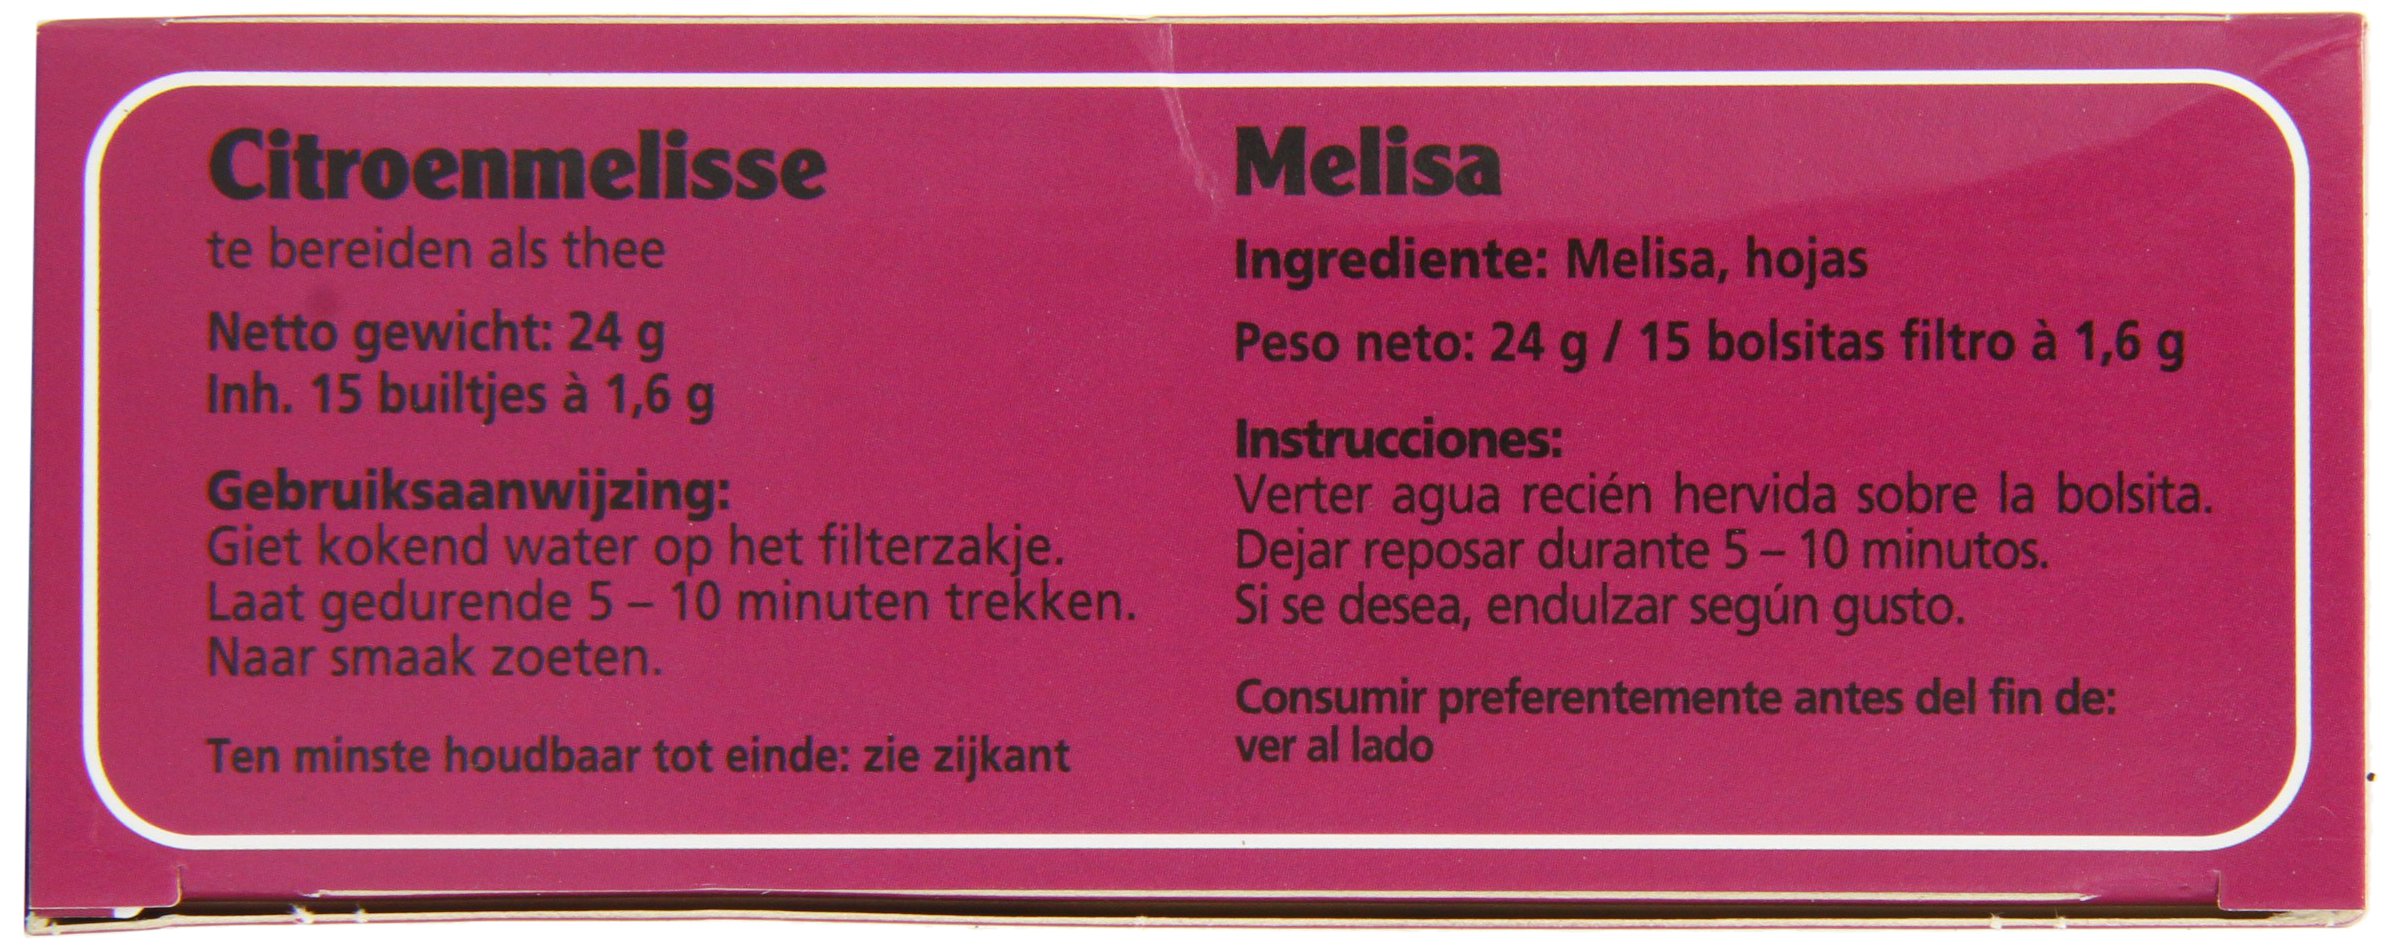 Citroenmelisse
te bereiden als thee
Netto gewicht: 24 g
Inh. 15 builtjes à 1,6 g
Gebruiksaanwijzing:
Giet kokend water op het filterzakje.
Laat gedurende 5 – 10 minuten trekken.
Naar smaak zoeten.
Ten minste houdbaar tot einde: zie zijkant
Melisa
Ingrediente: Melisa, hojas
Peso neto: 24 g / 15 bolsitas filtro à 1,6 g
Instrucciones:
Verter agua recién hervida sobre la bolsita.
Dejar reposar durante 5 – 10 minutos.
Si se desea, endulzar según gusto.
Consumir preferentemente antes del fin de:
ver al lado